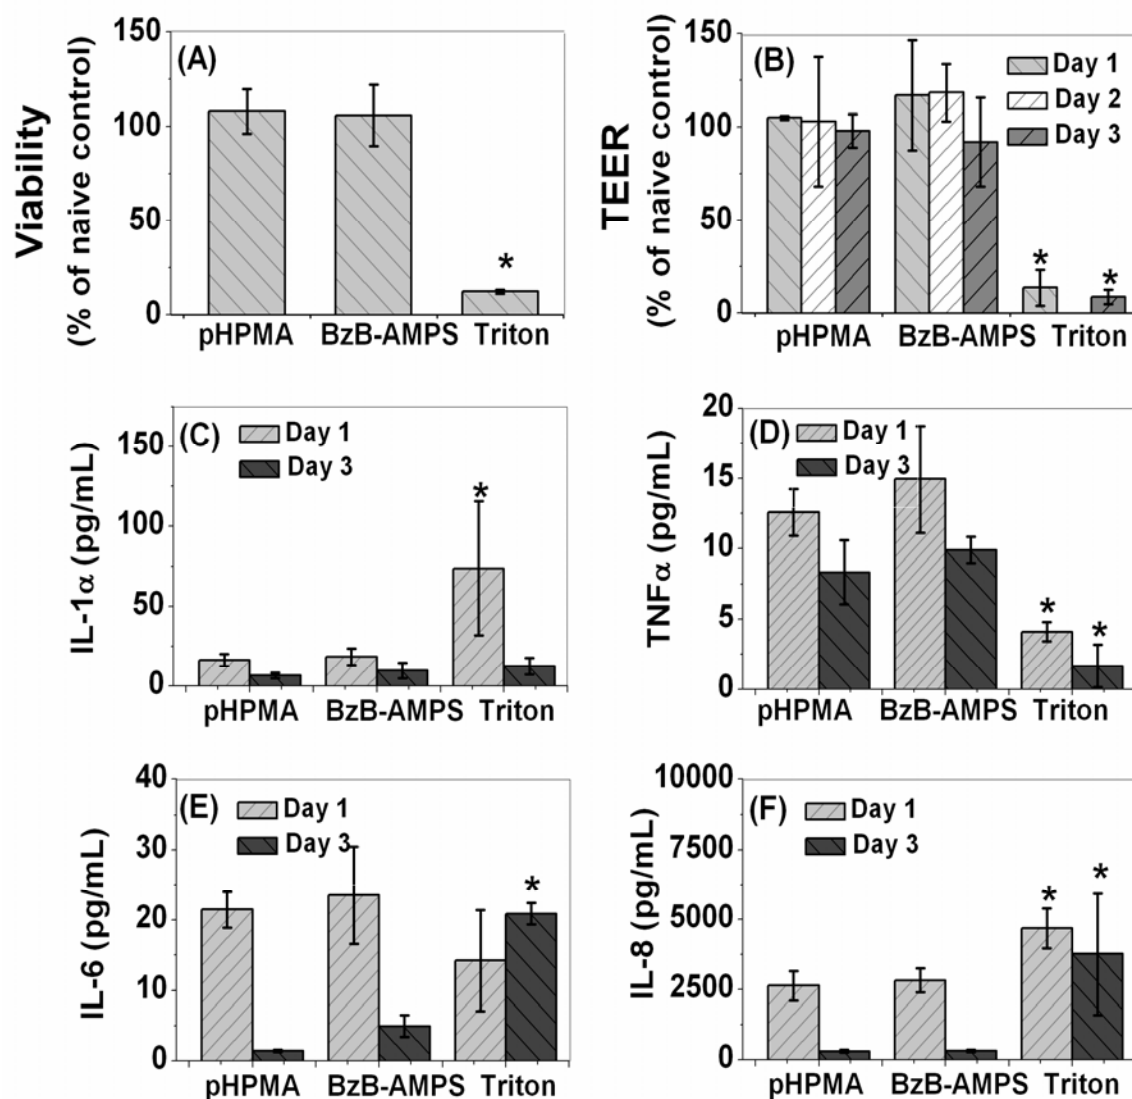 Viability
(% of naive control)
150
100
50
0
(A)
*
pHPMA BzB-AMPS Triton
TEER
(% of naive control)
150
100
50
0
(B)
Day 1
Day 2
Day 3
*
*
pHPMA BzB-AMPS Triton
IL-1α (pg/mL)
150
100
50
0
(C)
Day 1
Day 3
*
pHPMA BzB-AMPS Triton
TNFα (pg/mL)
20
15
10
5
0
(D)
Day 1
Day 3
*
*
pHPMA BzB-AMPS Triton
IL-6 (pg/mL)
40
30
20
10
0
(E)
Day 1
Day 3
*
pHPMA BzB-AMPS Triton
IL-8 (pg/mL)
10000
7500
5000
2500
0
(F)
Day 1
Day 3
*
*
pHPMA BzB-AMPS Triton